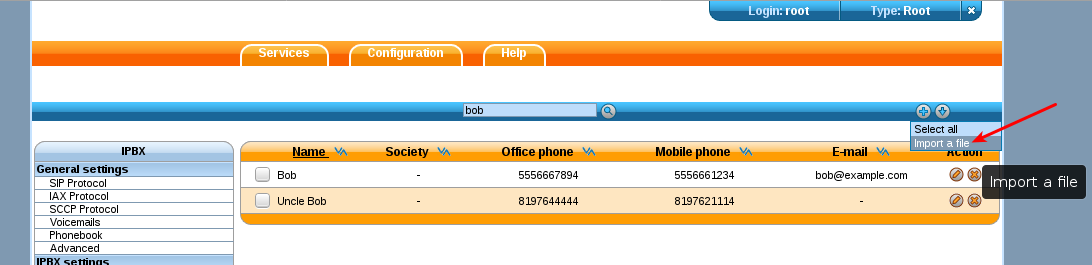 Login: root Type: Root
Services Configuration Help
bob
Select all
Import a file
IPBX
General settings
SIP Protocol
IAX Protocol
SCCP Protocol
Voicemails
Phonebook
Advanced
IPBX settings
Name Society Office phone Mobile phone E-mail Action
Bob - 5556667894 5556661234 bob@example.com
Uncle Bob - 8197644444 8197621114 -
Import a file